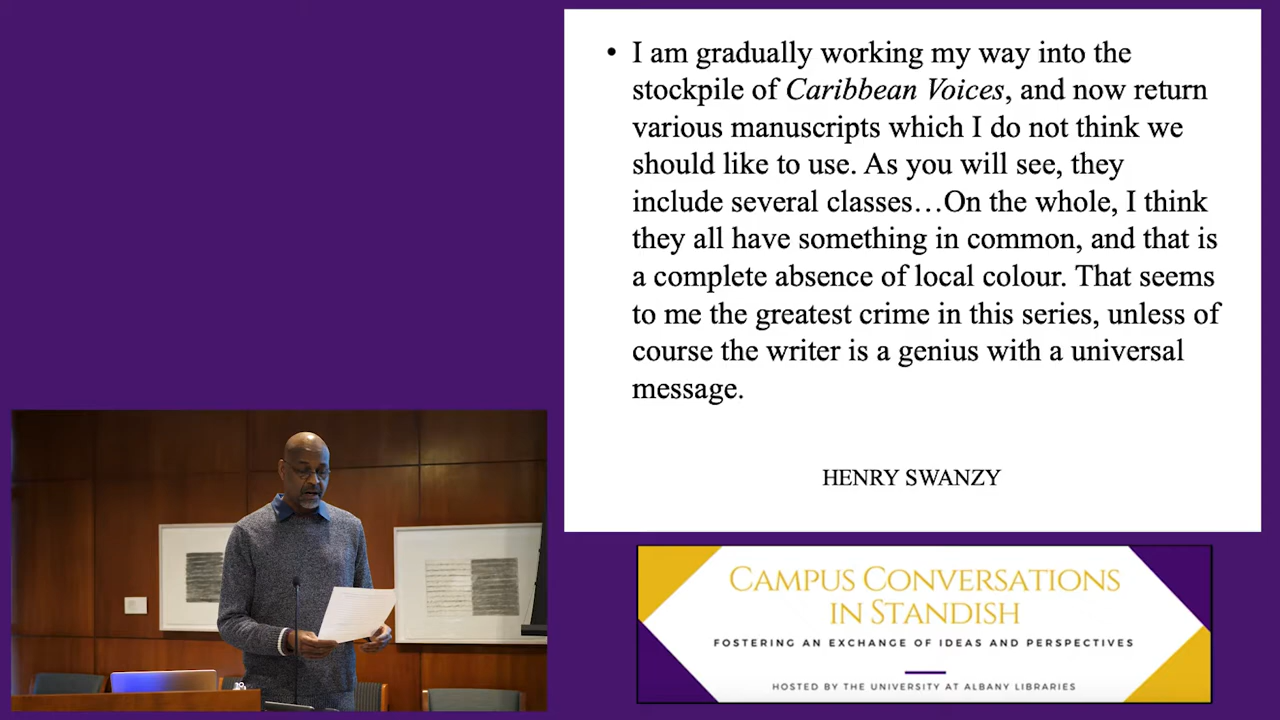 • I am gradually working my way into the
stockpile of Caribbean Voices, and now return
various manuscripts which I do not think we
should like to use. As you will see, they
include several classes…On the whole, I think
they all have something in common, and that is
a complete absence of local colour. That seems
to me the greatest crime in this series, unless of
course the writer is a genius with a universal
message.
HENRY SWANZY
CAMPUS CONVERSATIONS
IN STANDISH
FOSTERING AN EXCHANGE OF IDEAS AND PERSPECTIVES
HOSTED BY THE UNIVERSITY AT ALBANY LIBRARIES